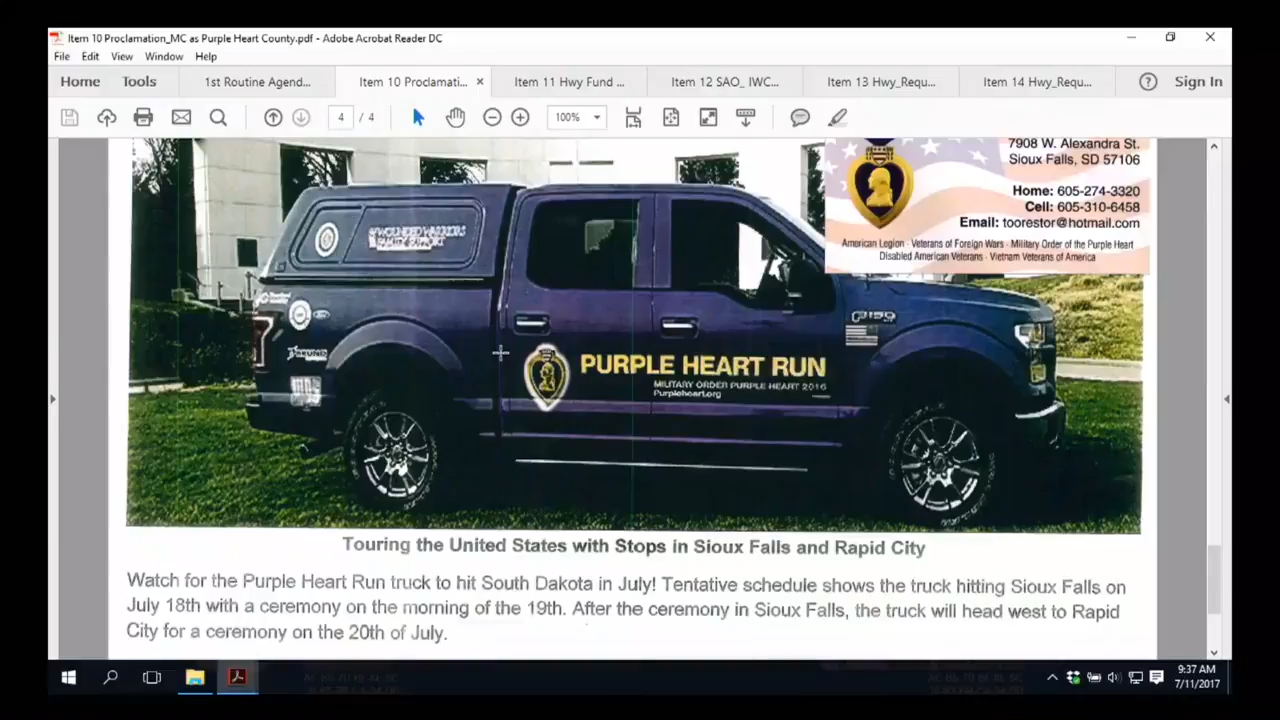 Item 10 Proclamation_MC as Purple Heart County.pdf - Adobe Acrobat Reader DC
File Edit View Window Help
Home Tools 1st Routine Agend... Item 10 Proclamati... Item 11 Hwy Fund ... Item 12 SAO_ IWC... Item 13 Hwy_Requ... Item 14 Hwy_Requ... Sign In
4 / 4 100%
7908 W. Alexandra St.
Sioux Falls, SD 57106
Home: 605-274-3320
Cell: 605-310-6458
Email: toorestor@hotmail.com
American Legion · Veterans of Foreign Wars · Military Order of the Purple Heart
Disabled American Veterans · Vietnam Veterans of America
WOUNDED WARRIORS
FAMILY SUPPORT
Ford
F150
PURPLE HEART RUN
MILITARY ORDER PURPLE HEART 2016
Purpleheart.org
Touring the United States with Stops in Sioux Falls and Rapid City
Watch for the Purple Heart Run truck to hit South Dakota in July! Tentative schedule shows the truck hitting Sioux Falls on
July 18th with a ceremony on the morning of the 19th. After the ceremony in Sioux Falls, the truck will head west to Rapid
City for a ceremony on the 20th of July.
9:37 AM
7/11/2017